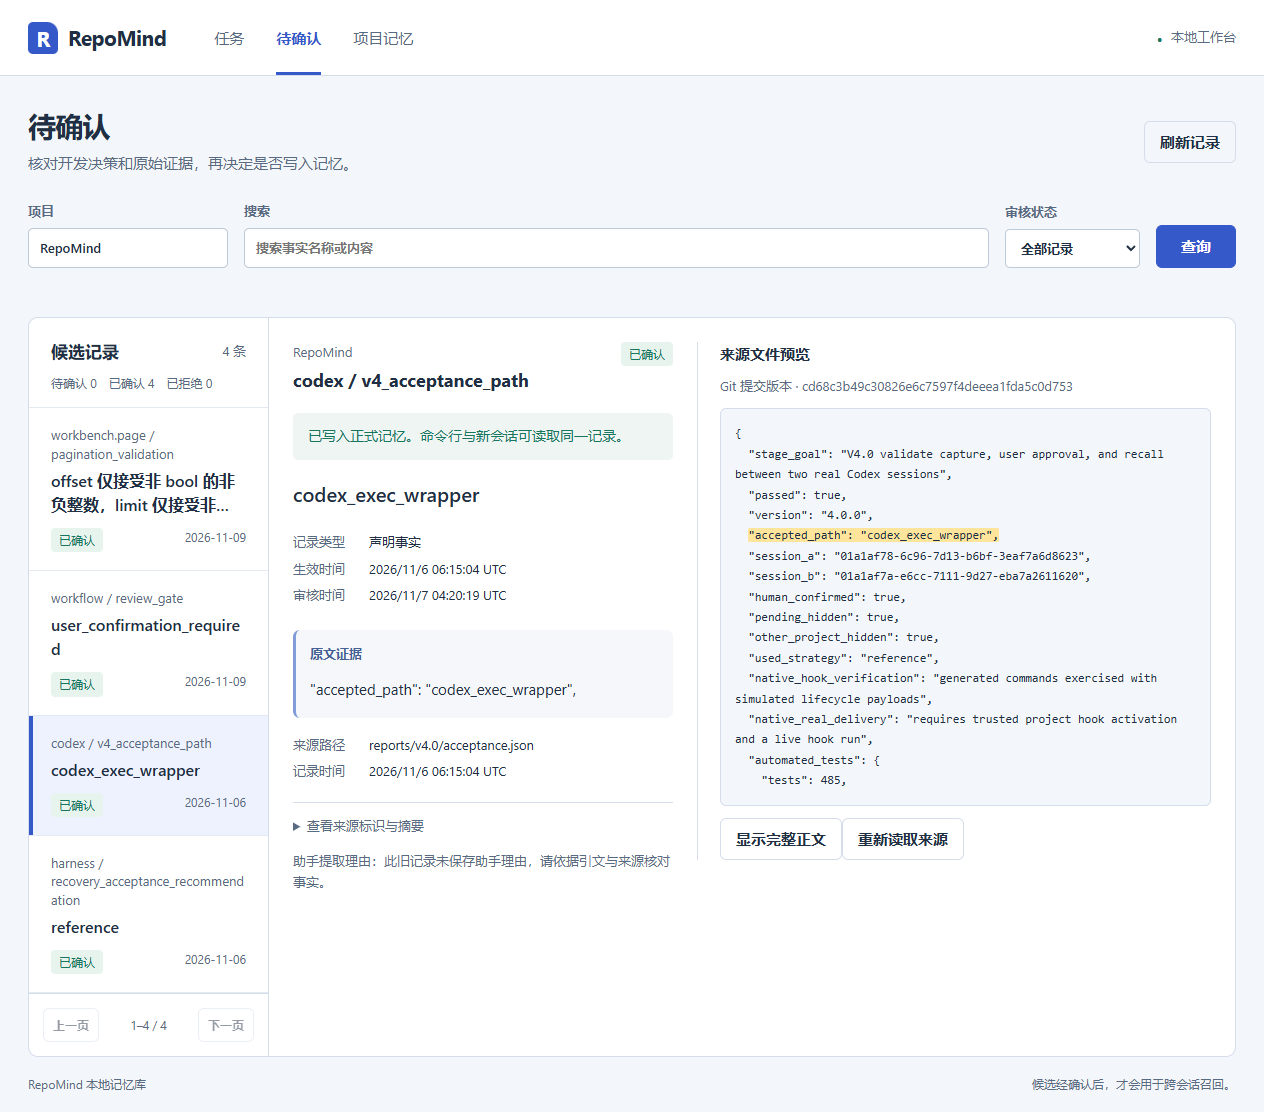 R RepoMind 任务 待确认 项目记忆 • 本地工作台
待确认
核对开发决策和原始证据，再决定是否写入记忆。
刷新记录
项目 搜索 审核状态
RepoMind 搜索事实名称或内容 全部记录 查询
候选记录 4 条
待确认 0 已确认 4 已拒绝 0
workbench.page /
pagination_validation
offset 仅接受非 bool 的非
负整数，limit 仅接受非...
已确认 2026-11-09
workflow / review_gate
user_confirmation_require
d
已确认 2026-11-09
codex / v4_acceptance_path
codex_exec_wrapper
已确认 2026-11-06
harness /
recovery_acceptance_recommend
ation
reference
已确认 2026-11-06
上一页 1–4 / 4 下一页
RepoMind 已确认
codex / v4_acceptance_path
已写入正式记忆。命令行与新会话可读取同一记录。
codex_exec_wrapper
记录类型 声明事实
生效时间 2026/11/6 06:15:04 UTC
审核时间 2026/11/7 04:20:19 UTC
原文证据
"accepted_path": "codex_exec_wrapper",
来源路径 reports/v4.0/acceptance.json
记录时间 2026/11/6 06:15:04 UTC
▶ 查看来源标识与摘要
助手提取理由：此旧记录未保存助手理由，请依据引文与来源核对
事实。
来源文件预览
Git 提交版本 · cd68c3b49c30826e6c7597f4deeea1fda5c0d753
{
"stage_goal": "V4.0 validate capture, user approval, and recall
between two real Codex sessions",
"passed": true,
"version": "4.0.0",
"accepted_path": "codex_exec_wrapper",
"session_a": "01a1af78-6c96-7d13-b6bf-3eaf7a6d8623",
"session_b": "01a1af7a-e6cc-7111-9d27-eba7a2611620",
"human_confirmed": true,
"pending_hidden": true,
"other_project_hidden": true,
"used_strategy": "reference",
"native_hook_verification": "generated commands exercised with
simulated lifecycle payloads",
"native_real_delivery": "requires trusted project hook activation
and a live hook run",
"automated_tests": {
"tests": 485,
显示完整正文 重新读取来源
RepoMind 本地记忆库 候选经确认后，才会用于跨会话召回。